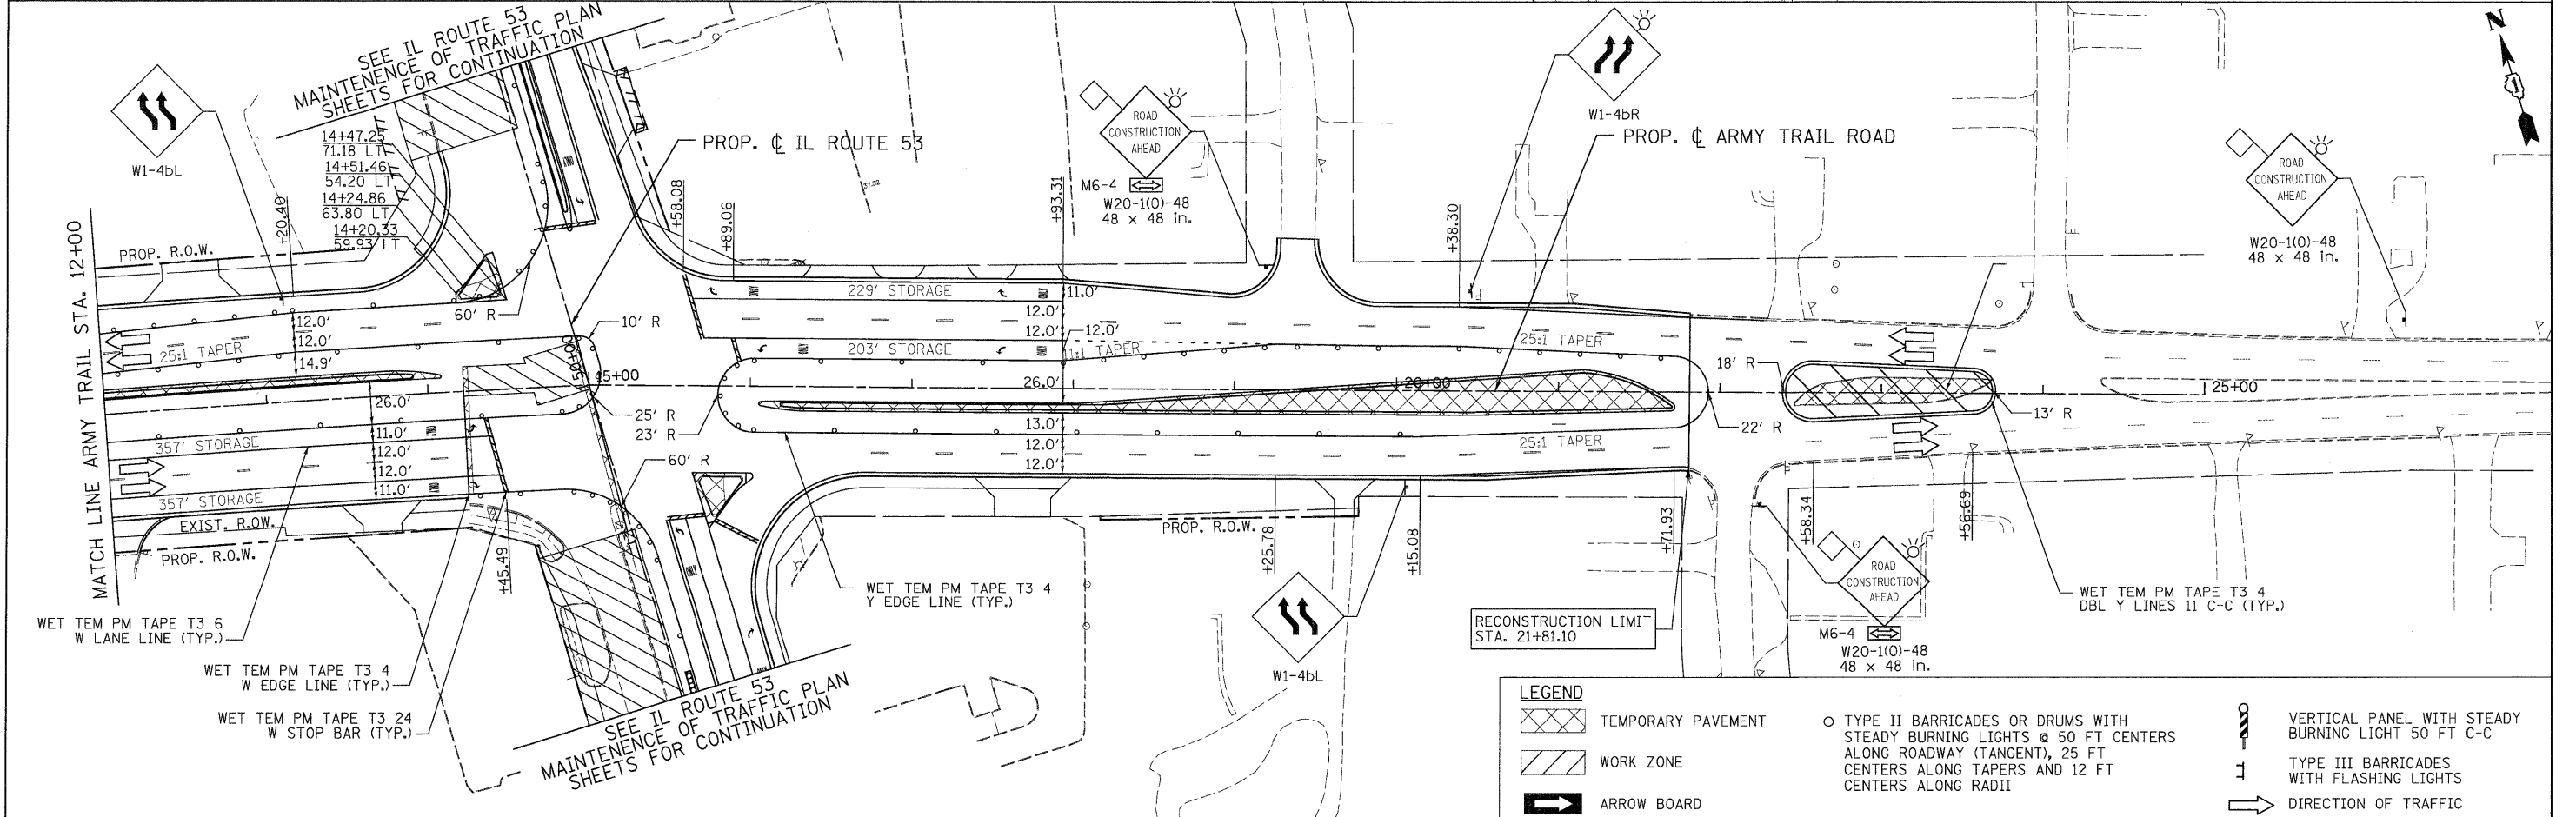 SEE IL ROUTE 53
MAINTENENCE OF TRAFFIC PLAN
SHEETS FOR CONTINUATION
W1-4bL
14+47.25
71.18 LT
14+51.46
54.20 LT
14+24.86
63.80 LT
14+20.33
59.93 LT
+20.40
PROP. R.O.W.
MATCH LINE ARMY TRAIL STA. 12+00
PROP. ℄ IL ROUTE 53
+58.08
+89.06
+93.31
37.92
ROAD
CONSTRUCTION
AHEAD
M6-4
W20-1(O)-48
48 x 48 in.
W1-4bR
PROP. ℄ ARMY TRAIL ROAD
+38.30
N
ROAD
CONSTRUCTION
AHEAD
W20-1(O)-48
48 x 48 in.
60' R
10' R
12.0'
12.0'
14.9'
25:1 TAPER
229' STORAGE
11.0'
12.0'
12.0'
12.0'
203' STORAGE
11:1 TAPER
25:1 TAPER
18' R
50+00
45+00
26.0'
20+00
25+00
26.0'
25' R
23' R
13.0'
22' R
13' R
11.0'
357' STORAGE
12.0'
12.0'
12.0'
12.0'
25:1 TAPER
11.0'
357' STORAGE
60' R
ONLY
ONLY
EXIST. R.O.W.
PROP. R.O.W.
PROP. R.O.W.
+45.49
+25.78
+15.08
+71.93
+58.34
+56.69
WET TEM PM TAPE T3 6
W LANE LINE (TYP.)
WET TEM PM TAPE T3 4
W EDGE LINE (TYP.)
WET TEM PM TAPE T3 24
W STOP BAR (TYP.)
WET TEM PM TAPE T3 4
Y EDGE LINE (TYP.)
W1-4bL
RECONSTRUCTION LIMIT
STA. 21+81.10
ROAD
CONSTRUCTION
AHEAD
M6-4
W20-1(O)-48
48 x 48 in.
WET TEM PM TAPE T3 4
DBL Y LINES 11 C-C (TYP.)
SEE IL ROUTE 53
MAINTENENCE OF TRAFFIC PLAN
SHEETS FOR CONTINUATION
LEGEND
TEMPORARY PAVEMENT
WORK ZONE
ARROW BOARD
TYPE II BARRICADES OR DRUMS WITH
STEADY BURNING LIGHTS @ 50 FT CENTERS
ALONG ROADWAY (TANGENT), 25 FT
CENTERS ALONG TAPERS AND 12 FT
CENTERS ALONG RADII
VERTICAL PANEL WITH STEADY
BURNING LIGHT 50 FT C-C
TYPE III BARRICADES
WITH FLASHING LIGHTS
DIRECTION OF TRAFFIC